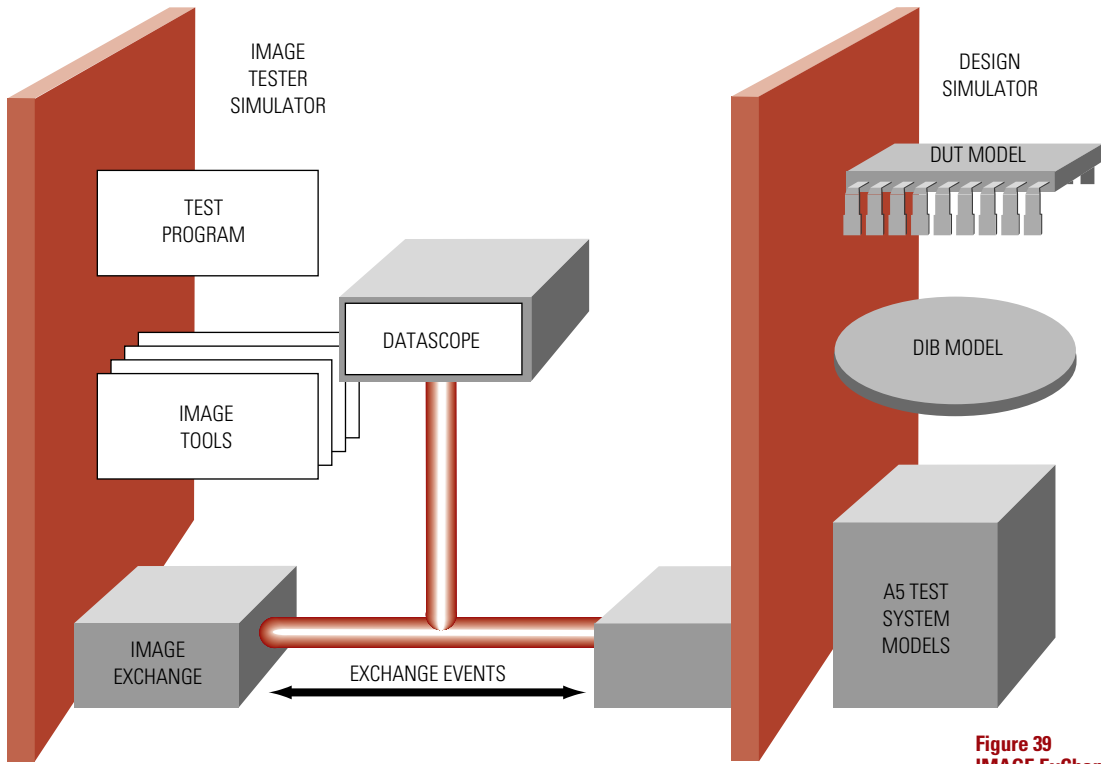 IMAGE
TESTER
SIMULATOR
TEST
PROGRAM
DATASCOPE
IMAGE
TOOLS
IMAGE
EXCHANGE
EXCHANGE EVENTS
DESIGN
SIMULATOR
DUT MODEL
DIB MODEL
A5 TEST
SYSTEM
MODELS
Figure 39